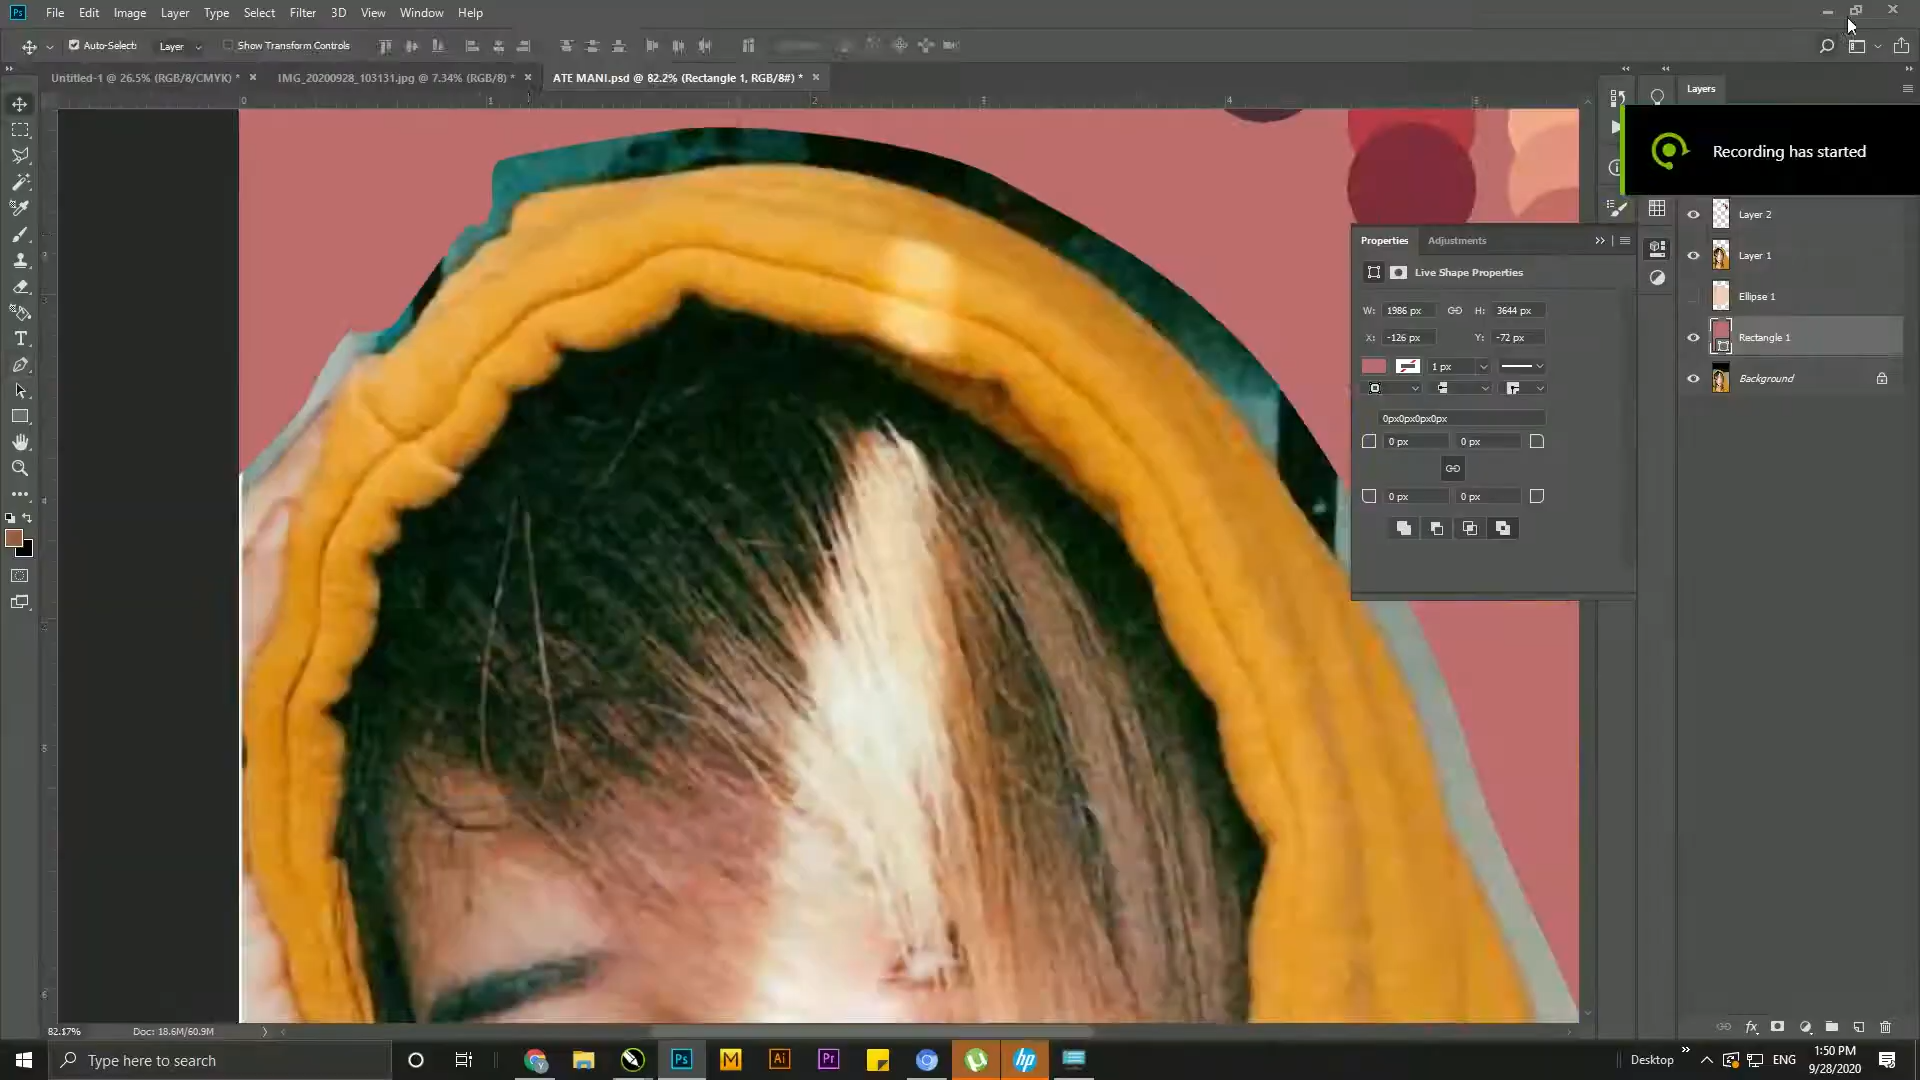 Ps File Edit Image Layer Type Select Filter 3D View Window Help
Auto-Select: Layer Show Transform Controls
Untitled-1 @ 26.5% (RGB/8/CMYK) * IMG_20200928_103131.jpg @ 7.34% (RGB/8) * ATE MANI.psd @ 82.2% (Rectangle 1, RGB/8#) *
Layers
Recording has started
Layer 2
Properties Adjustments
Live Shape Properties
Layer 1
Ellipse 1
W: 1986 px H: 3644 px
X: -126 px Y: -72 px
Rectangle 1
1 px
Background
0px0px0px0px
0 px 0 px
0 px 0 px
82.17% Doc: 18.6M/60.9M
Type here to search
Ps M Ai Pr hp
Desktop ENG
1:50 PM
9/28/2020